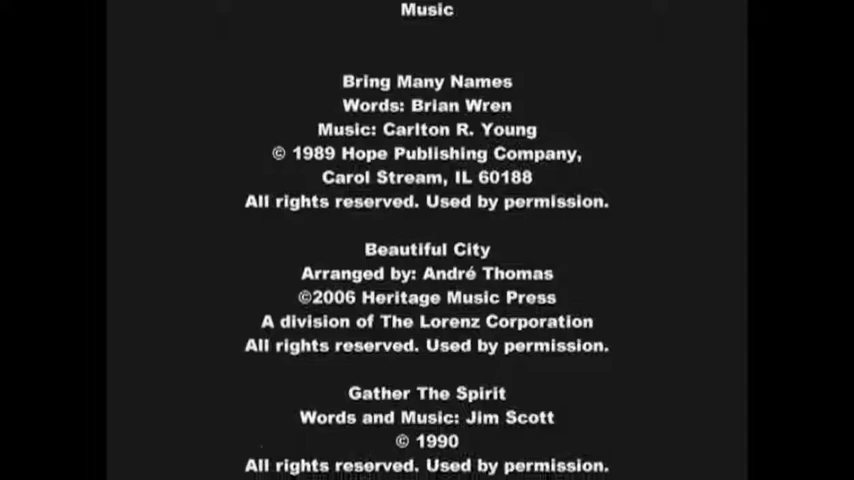 Music
Bring Many Names
Words: Brian Wren
Music: Carlton R. Young
© 1989 Hope Publishing Company,
Carol Stream, IL 60188
All rights reserved. Used by permission.
Beautiful City
Arranged by: André Thomas
©2006 Heritage Music Press
A division of The Lorenz Corporation
All rights reserved. Used by permission.
Gather The Spirit
Words and Music: Jim Scott
© 1990
All rights reserved. Used by permission.